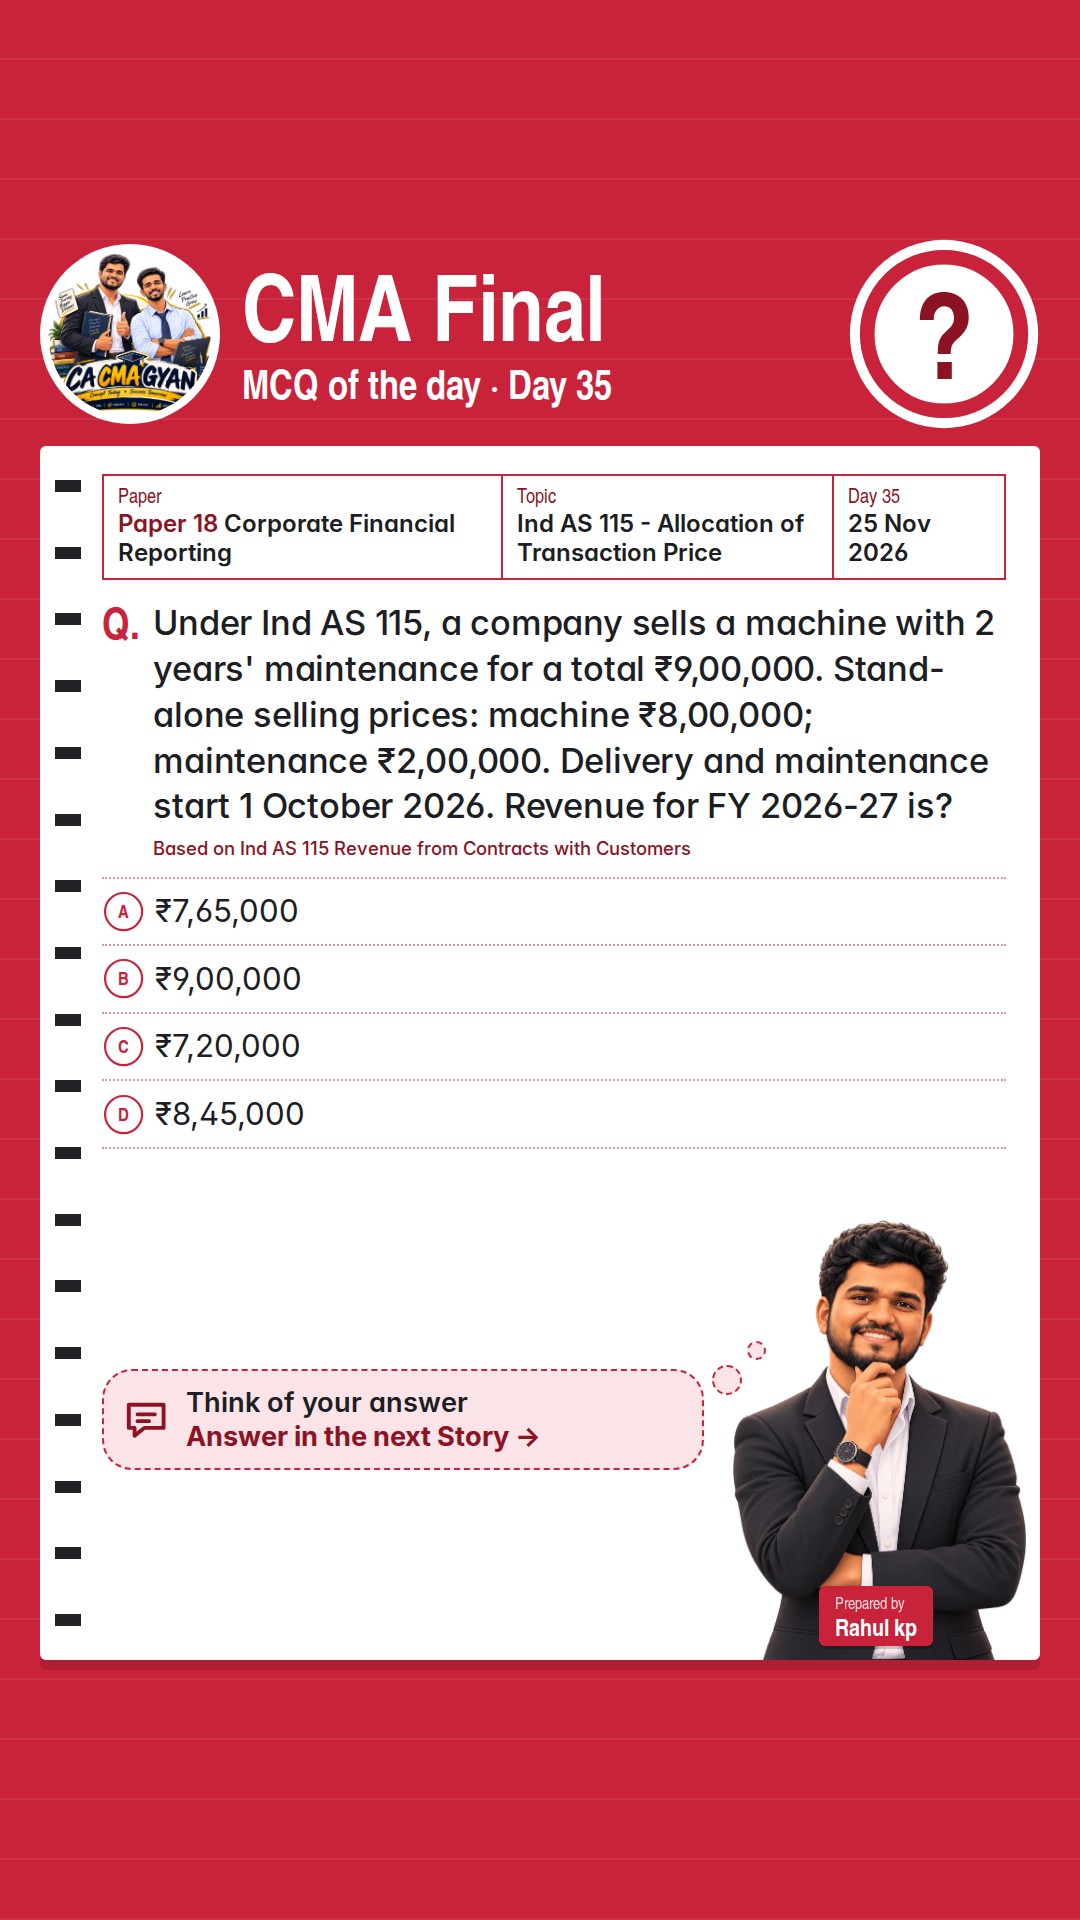 CA CMA GYAN
CMA Final
MCQ of the day · Day 35
?
Paper
Paper 18 Corporate Financial
Reporting
Topic
Ind AS 115 - Allocation of
Transaction Price
Day 35
25 Nov
2026
Q. Under Ind AS 115, a company sells a machine with 2
years' maintenance for a total ₹9,00,000. Stand-
alone selling prices: machine ₹8,00,000;
maintenance ₹2,00,000. Delivery and maintenance
start 1 October 2026. Revenue for FY 2026-27 is?
Based on Ind AS 115 Revenue from Contracts with Customers
A ₹7,65,000
B ₹9,00,000
C ₹7,20,000
D ₹8,45,000
Think of your answer
Answer in the next Story →
Prepared by
Rahul kp